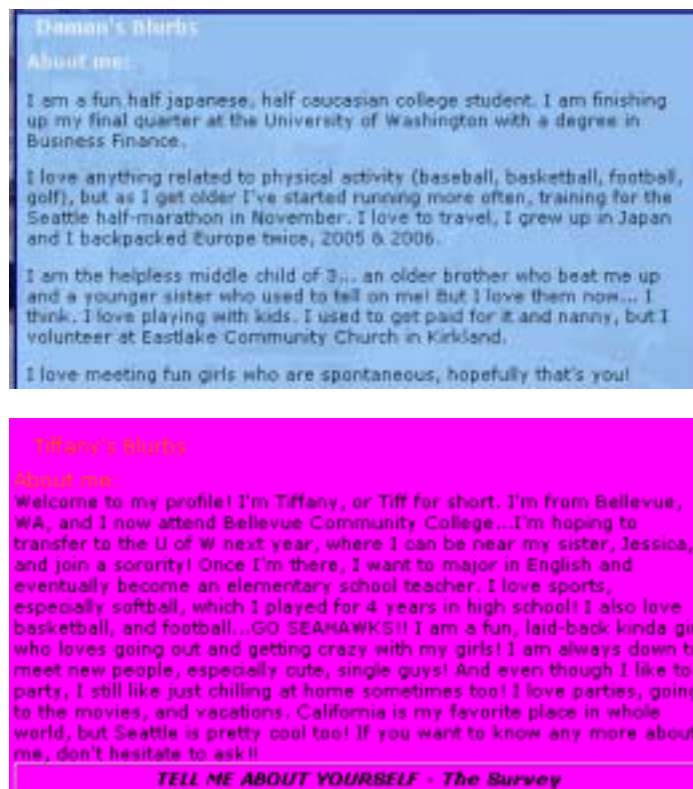 Damon's Blurbs
About me:
I am a fun half japanese, half caucasian college student. I am finishing
up my final quarter at the University of Washington with a degree in
Business Finance.
I love anything related to physical activity (baseball, basketball, football,
golf), but as I get older I've started running more often, training for the
Seattle half-marathon in November. I love to travel, I grew up in Japan
and I backpacked Europe twice, 2005 & 2006.
I am the helpless middle child of 3... an older brother who beat me up
and a younger sister who used to tell on me! But I love them now... I
think. I love playing with kids. I used to get paid for it and nanny, but I
volunteer at Eastlake Community Church in Kirkland.
I love meeting fun girls who are spontaneous, hopefully that's you!
Tiffany's Blurbs
About me:
Welcome to my profile! I'm Tiffany, or Tiff for short. I'm from Bellevue,
WA, and I now attend Bellevue Community College...I'm hoping to
transfer to the U of W next year, where I can be near my sister, Jessica,
and join a sorority! Once I'm there, I want to major in English and
eventually become an elementary school teacher. I love sports,
especially softball, which I played for 4 years in high school! I also love
basketball, and football...GO SEAHAWKS!! I am a fun, laid-back kinda gi
who loves going out and getting crazy with my girls! I am always down t
meet new people, especially cute, single guys! And even though I like to
party, I still like just chilling at home sometimes too! I love parties, going
to the movies, and vacations. California is my favorite place in whole
world, but Seattle is pretty cool too! If you want to know any more about
me, don't hesitate to ask!!
TELL ME ABOUT YOURSELF - The Survey